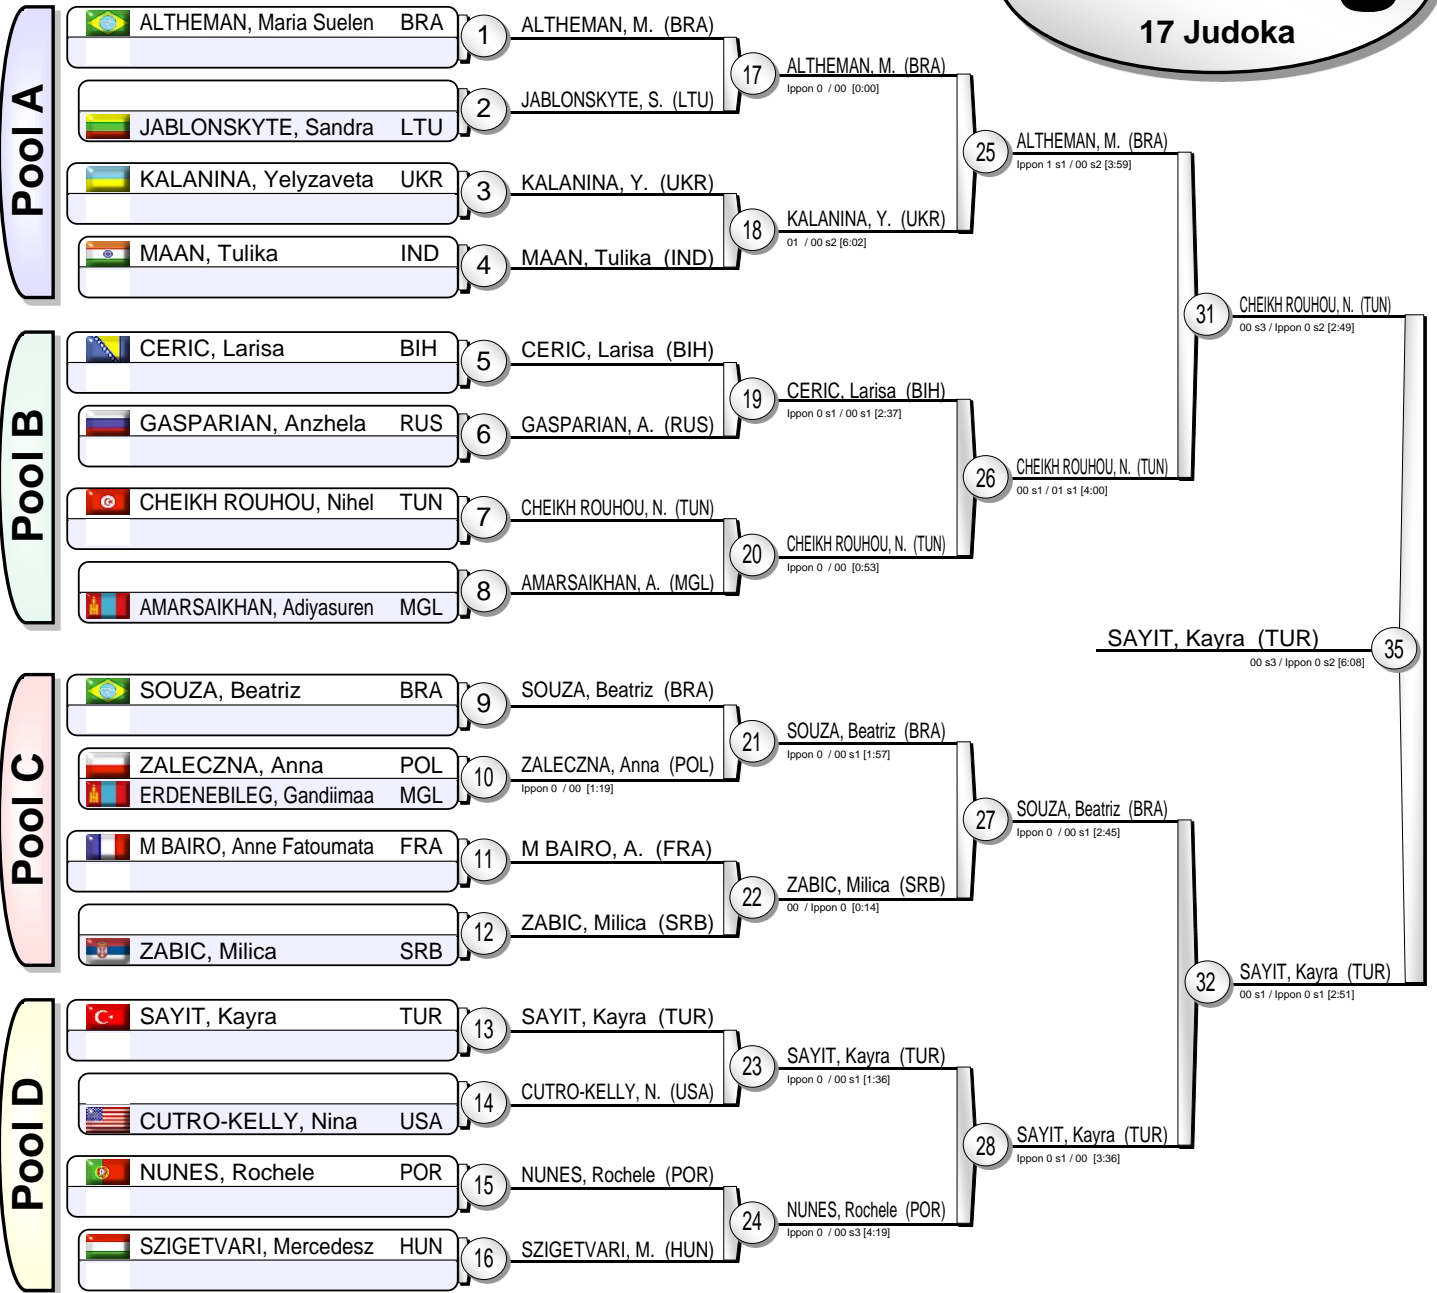 17 Judoka
Pool A
ALTHEMAN, Maria Suelen BRA
JABLONSKYTE, Sandra LTU
KALANINA, Yelyzaveta UKR
MAAN, Tulika IND
1
2
3
4
ALTHEMAN, M. (BRA)
JABLONSKYTE, S. (LTU)
KALANINA, Y. (UKR)
MAAN, Tulika (IND)
17
18
ALTHEMAN, M. (BRA)
Ippon 0 / 00 [0:00]
KALANINA, Y. (UKR)
01 / 00 s2 [6:02]
25
ALTHEMAN, M. (BRA)
Ippon 1 s1 / 00 s2 [3:59]
Pool B
CERIC, Larisa BIH
GASPARIAN, Anzhela RUS
CHEIKH ROUHOU, Nihel TUN
AMARSAIKHAN, Adiyasuren MGL
5
6
7
8
CERIC, Larisa (BIH)
GASPARIAN, A. (RUS)
CHEIKH ROUHOU, N. (TUN)
AMARSAIKHAN, A. (MGL)
19
20
CERIC, Larisa (BIH)
Ippon 0 s1 / 00 s1 [2:37]
CHEIKH ROUHOU, N. (TUN)
Ippon 0 / 00 [0:53]
26
CHEIKH ROUHOU, N. (TUN)
00 s1 / 01 s1 [4:00]
31
CHEIKH ROUHOU, N. (TUN)
00 s3 / Ippon 0 s2 [2:49]
SAYIT, Kayra (TUR)
00 s3 / Ippon 0 s2 [6:08]
35
Pool C
SOUZA, Beatriz BRA
ZALECZNA, Anna POL
ERDENEBILEG, Gandiimaa MGL
M BAIRO, Anne Fatoumata FRA
ZABIC, Milica SRB
9
10
11
12
SOUZA, Beatriz (BRA)
ZALECZNA, Anna (POL)
Ippon 0 / 00 [1:19]
M BAIRO, A. (FRA)
ZABIC, Milica (SRB)
21
22
SOUZA, Beatriz (BRA)
Ippon 0 / 00 s1 [1:57]
ZABIC, Milica (SRB)
00 / Ippon 0 [0:14]
27
SOUZA, Beatriz (BRA)
Ippon 0 / 00 s1 [2:45]
Pool D
SAYIT, Kayra TUR
CUTRO-KELLY, Nina USA
NUNES, Rochele POR
SZIGETVARI, Mercedesz HUN
13
14
15
16
SAYIT, Kayra (TUR)
CUTRO-KELLY, N. (USA)
NUNES, Rochele (POR)
SZIGETVARI, M. (HUN)
23
24
SAYIT, Kayra (TUR)
Ippon 0 / 00 s1 [1:36]
NUNES, Rochele (POR)
Ippon 0 / 00 s3 [4:19]
28
SAYIT, Kayra (TUR)
Ippon 0 s1 / 00 [3:36]
32
SAYIT, Kayra (TUR)
00 s1 / Ippon 0 s1 [2:51]